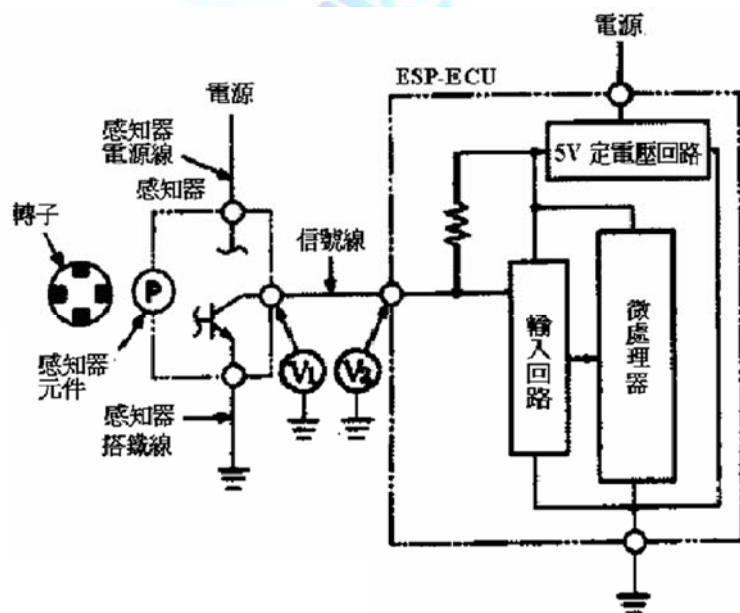 電源
ESP-ECU
電源
感知器
電源線
感知器
5V 定電壓回路
轉子
信號線
P
V1
V2
輸入回路
微處理器
感知器
元件
感知器
搭鐵線